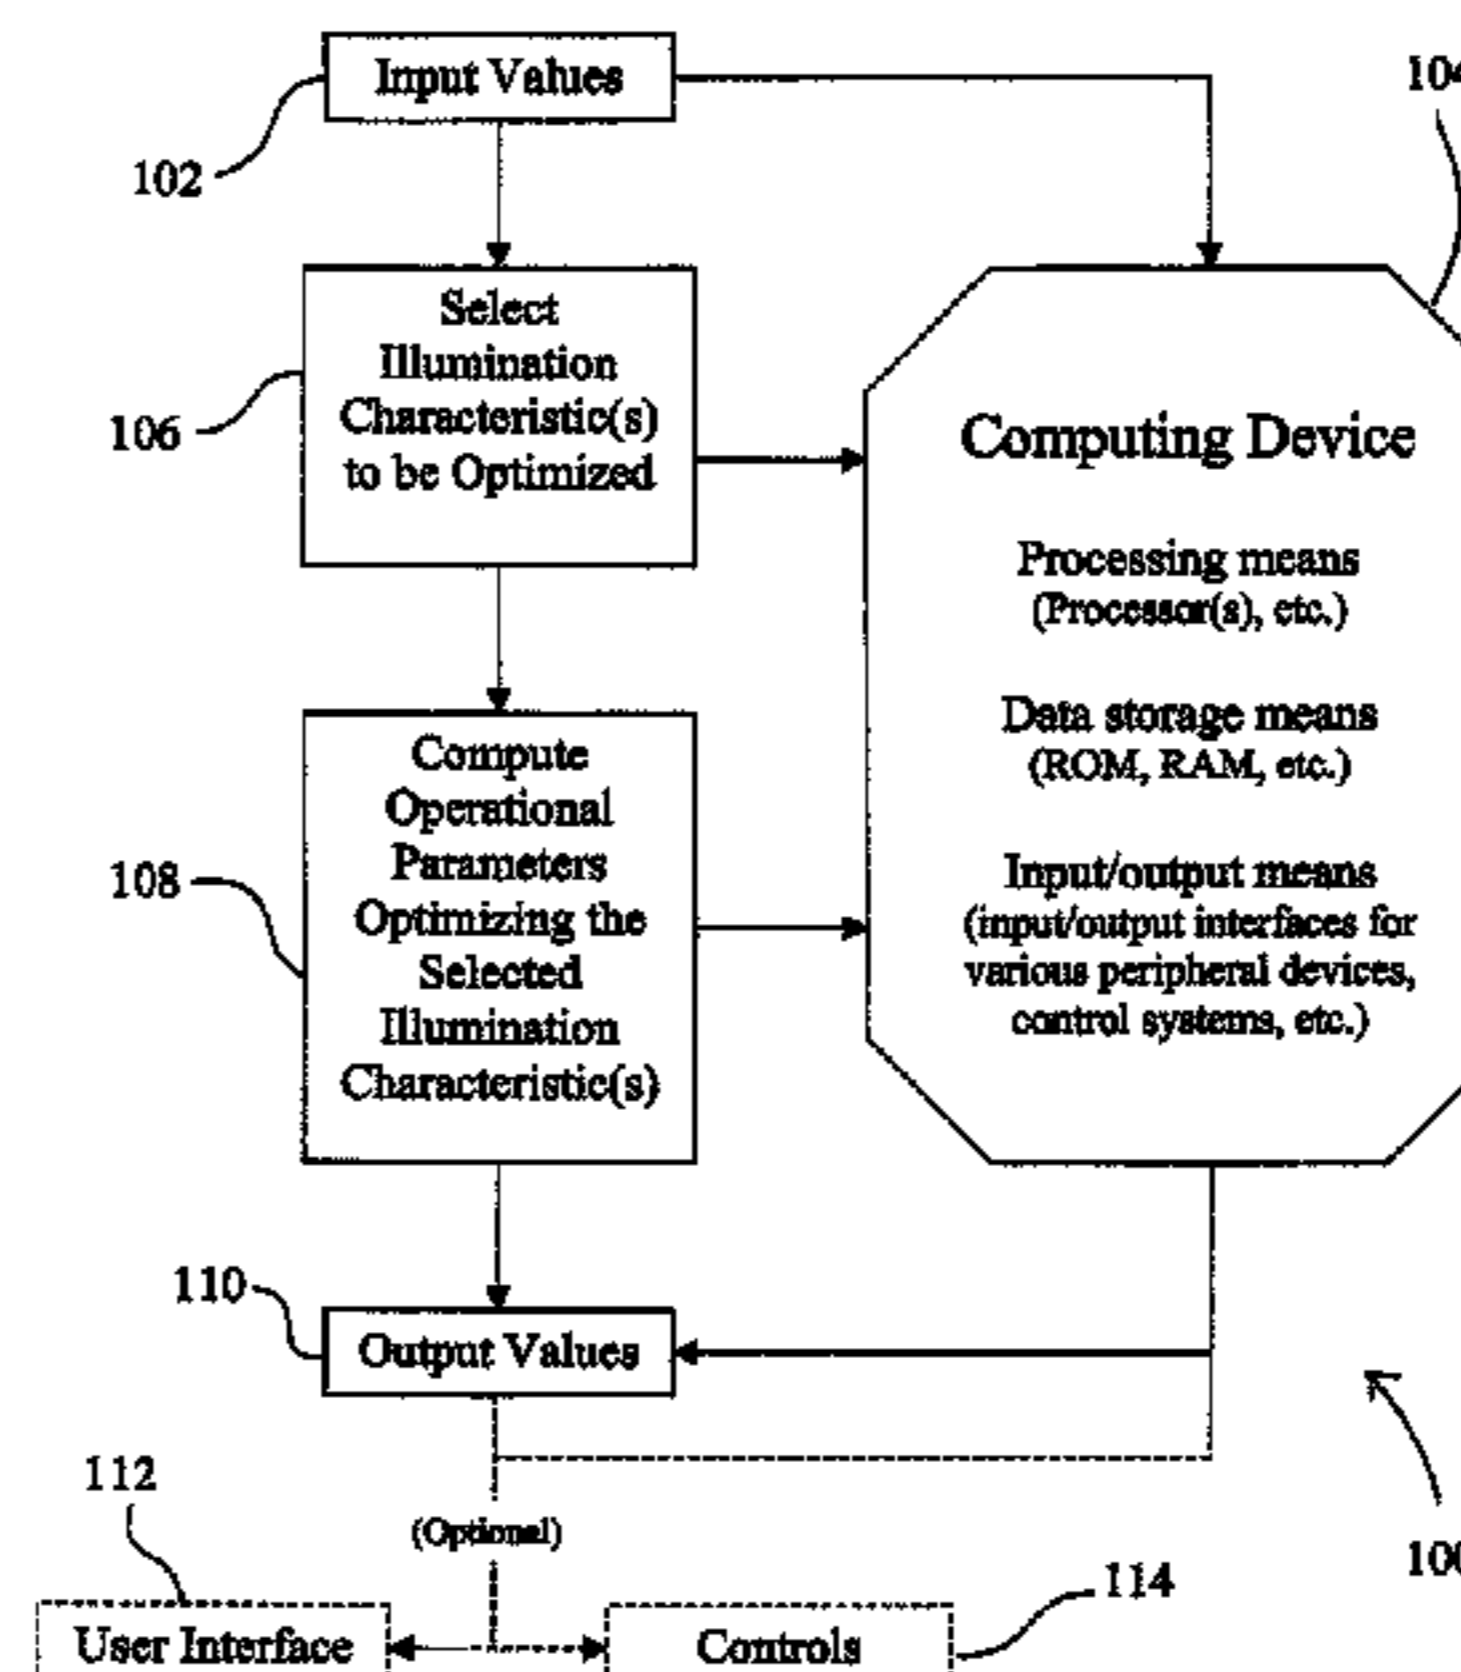 Input Values
104
102
Select
Illumination
Characteristic(s)
to be Optimized
106
Computing Device
Processing means
(Processor(s), etc.)
Data storage means
(ROM, RAM, etc.)
Input/output means
(input/output interfaces for
various peripheral devices,
control systems, etc.)
Compute
Operational
Parameters
Optimizing the
Selected
Illumination
Characteristic(s)
108
110
Output Values
112
(Optional)
100
114
User Interface
Controls